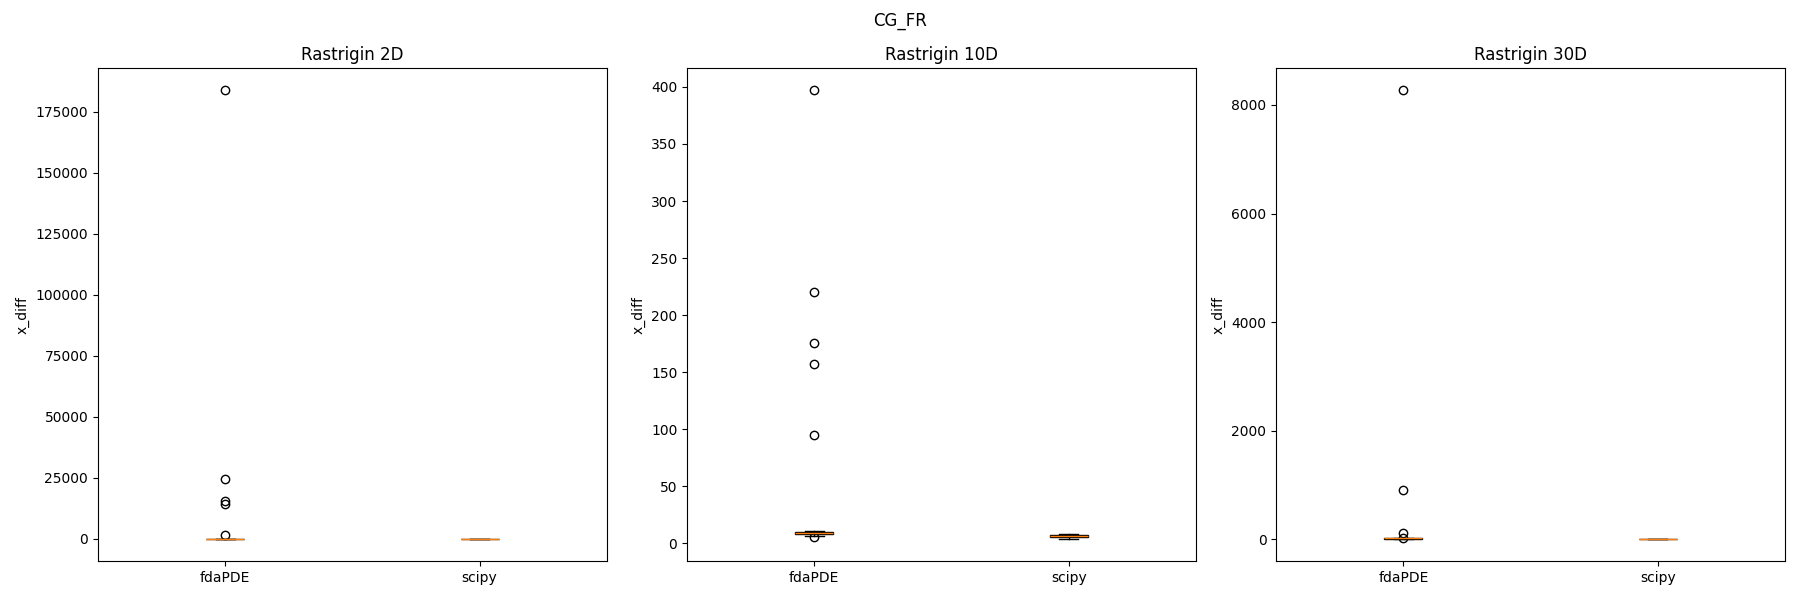 CG_FR
Rastrigin 2D
x_diff
175000
150000
125000
100000
75000
50000
25000
0
fdaPDE
scipy
Rastrigin 10D
x_diff
400
350
300
250
200
150
100
50
0
fdaPDE
scipy
Rastrigin 30D
x_diff
8000
6000
4000
2000
0
fdaPDE
scipy